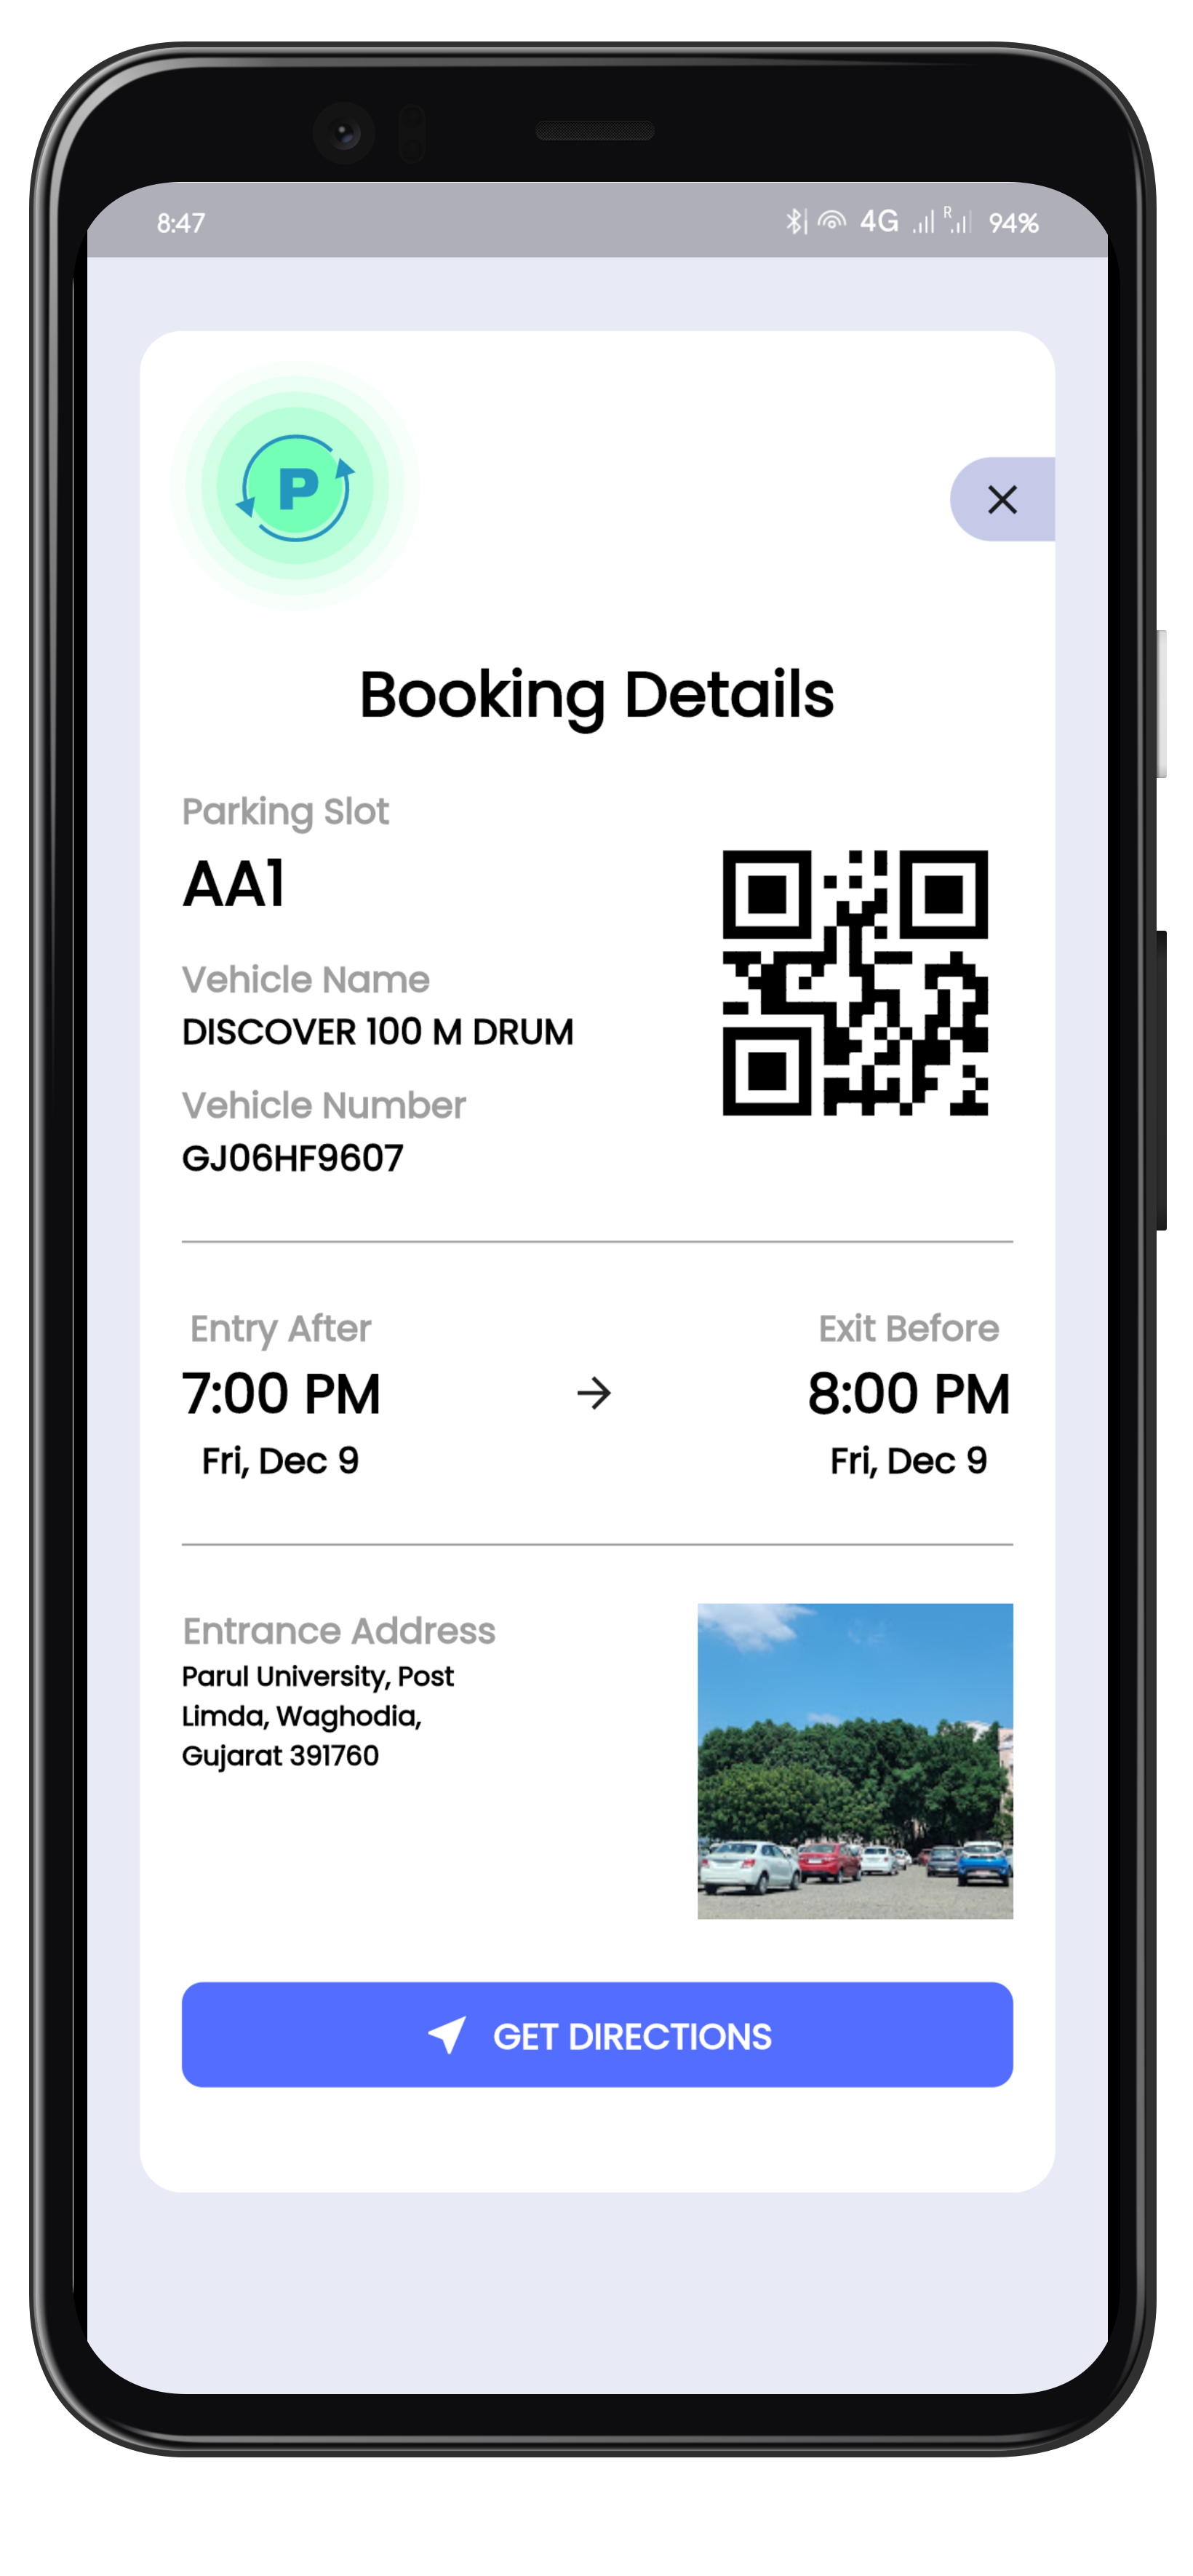 8:47
4G R 94%
P
Booking Details
Parking Slot
AA1
Vehicle Name
DISCOVER 100 M DRUM
Vehicle Number
GJ06HF9607
Entry After
Exit Before
7:00 PM
8:00 PM
Fri, Dec 9
Fri, Dec 9
Entrance Address
Parul University, Post
Limda, Waghodia,
Gujarat 391760
GET DIRECTIONS